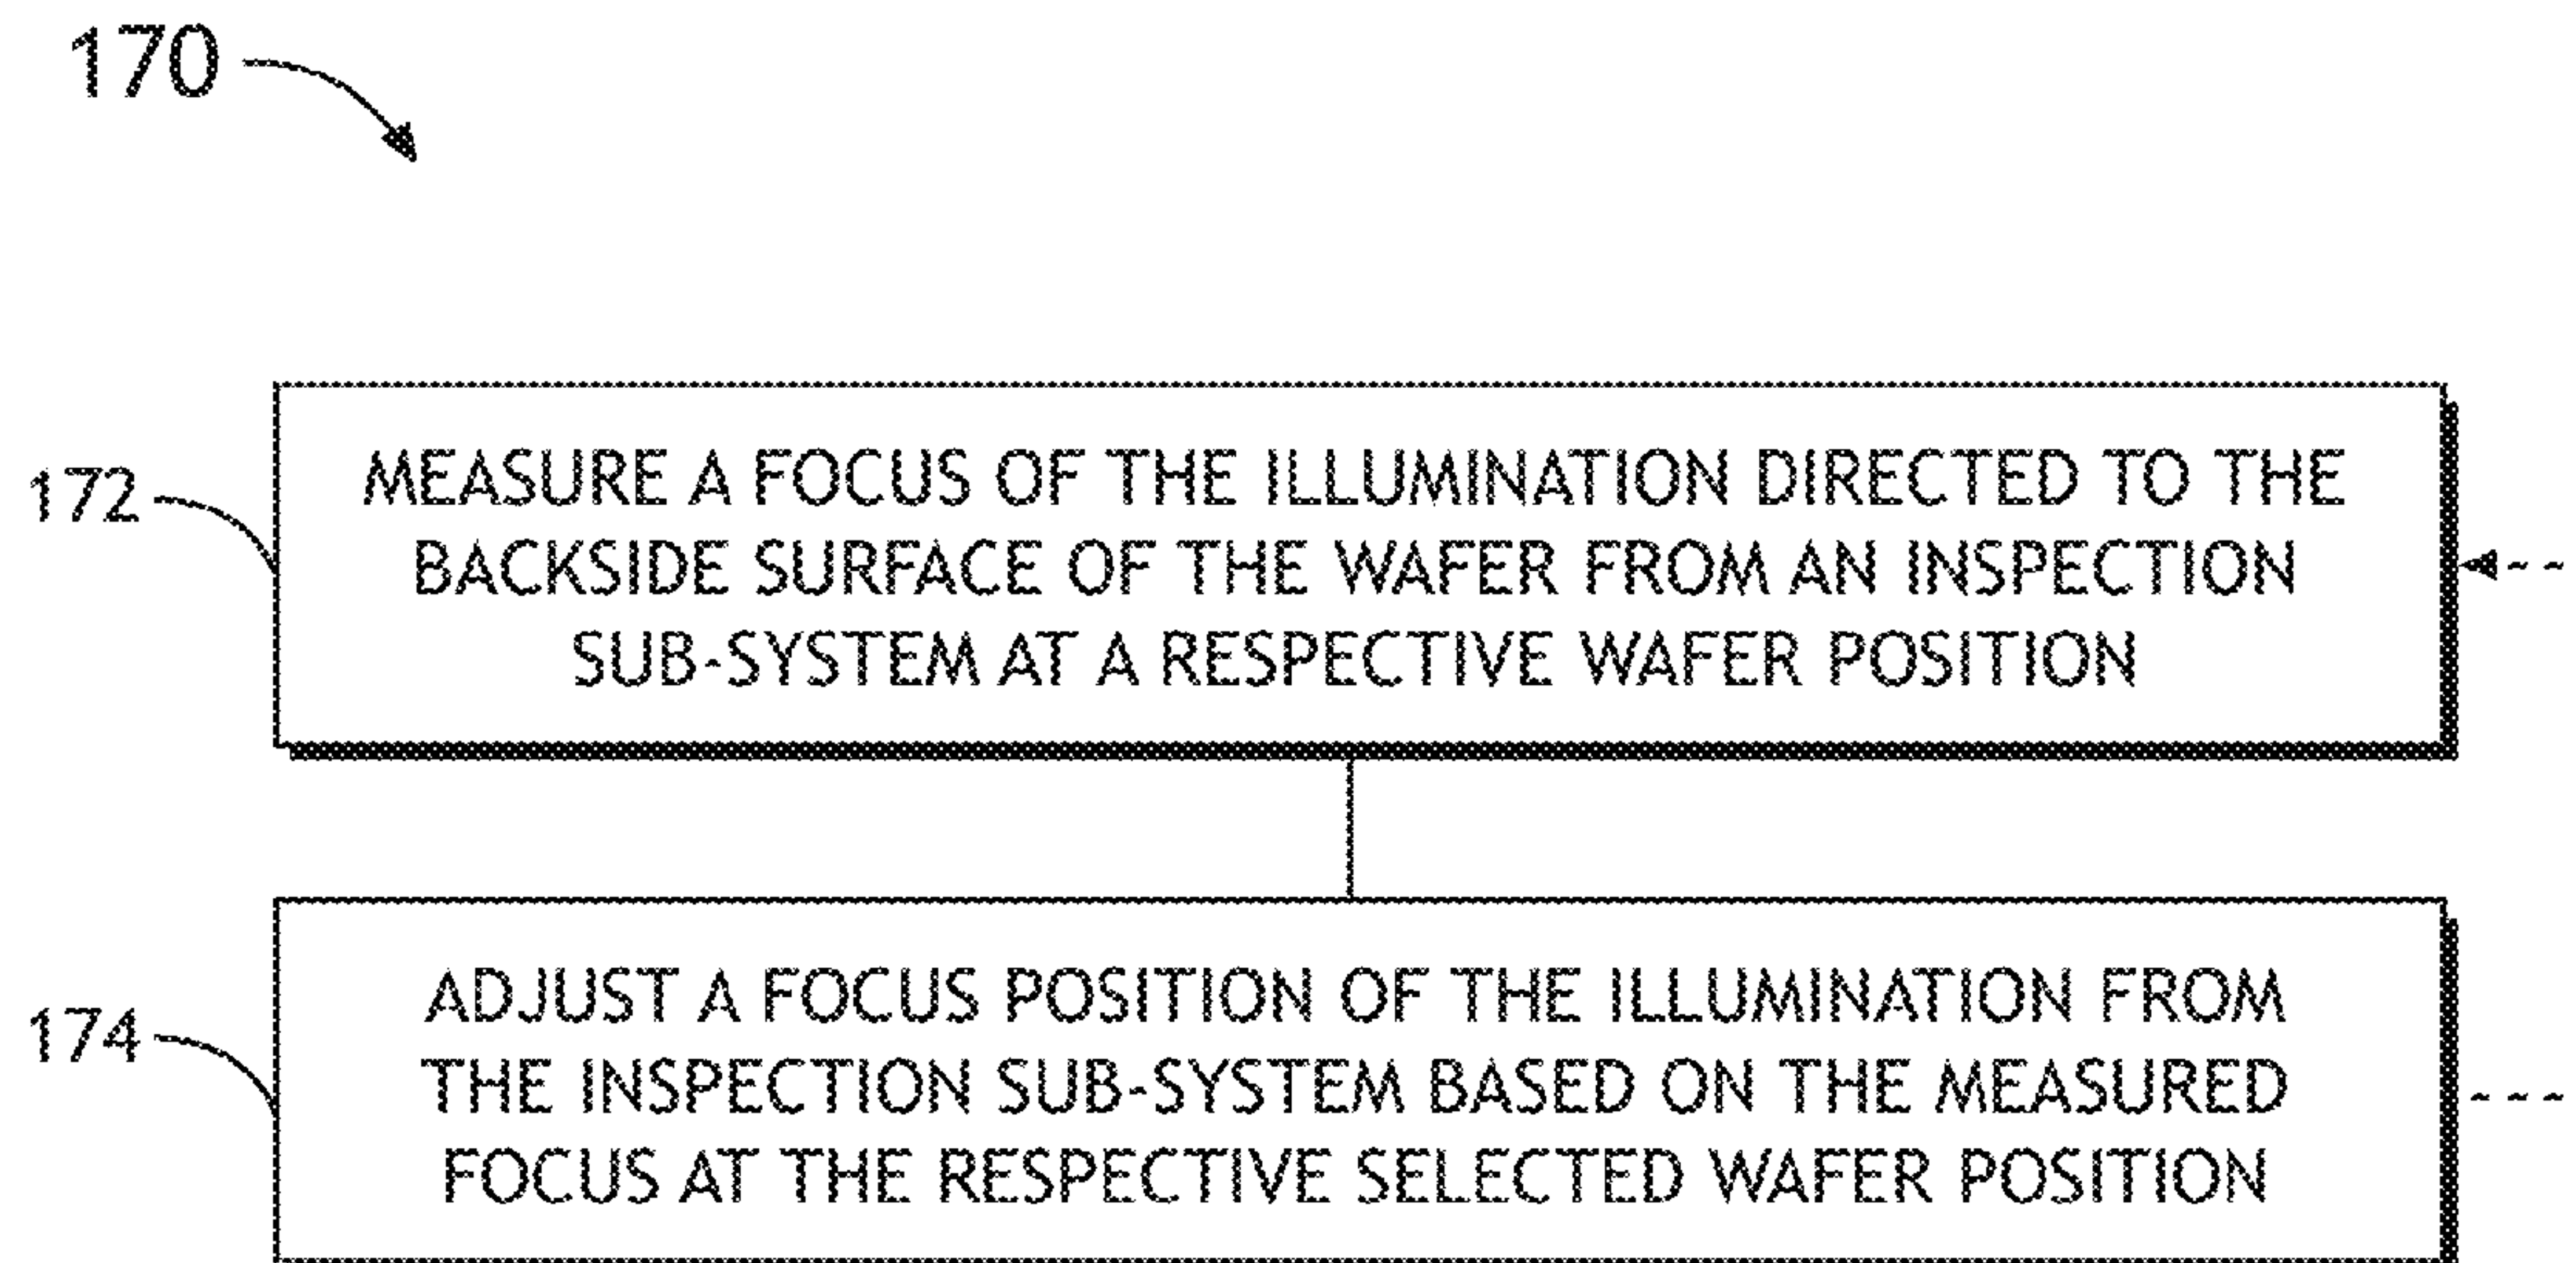 170
172
MEASURE A FOCUS OF THE ILLUMINATION DIRECTED TO THE
BACKSIDE SURFACE OF THE WAFER FROM AN INSPECTION
SUB-SYSTEM AT A RESPECTIVE WAFER POSITION
174
ADJUST A FOCUS POSITION OF THE ILLUMINATION FROM
THE INSPECTION SUB-SYSTEM BASED ON THE MEASURED
FOCUS AT THE RESPECTIVE SELECTED WAFER POSITION